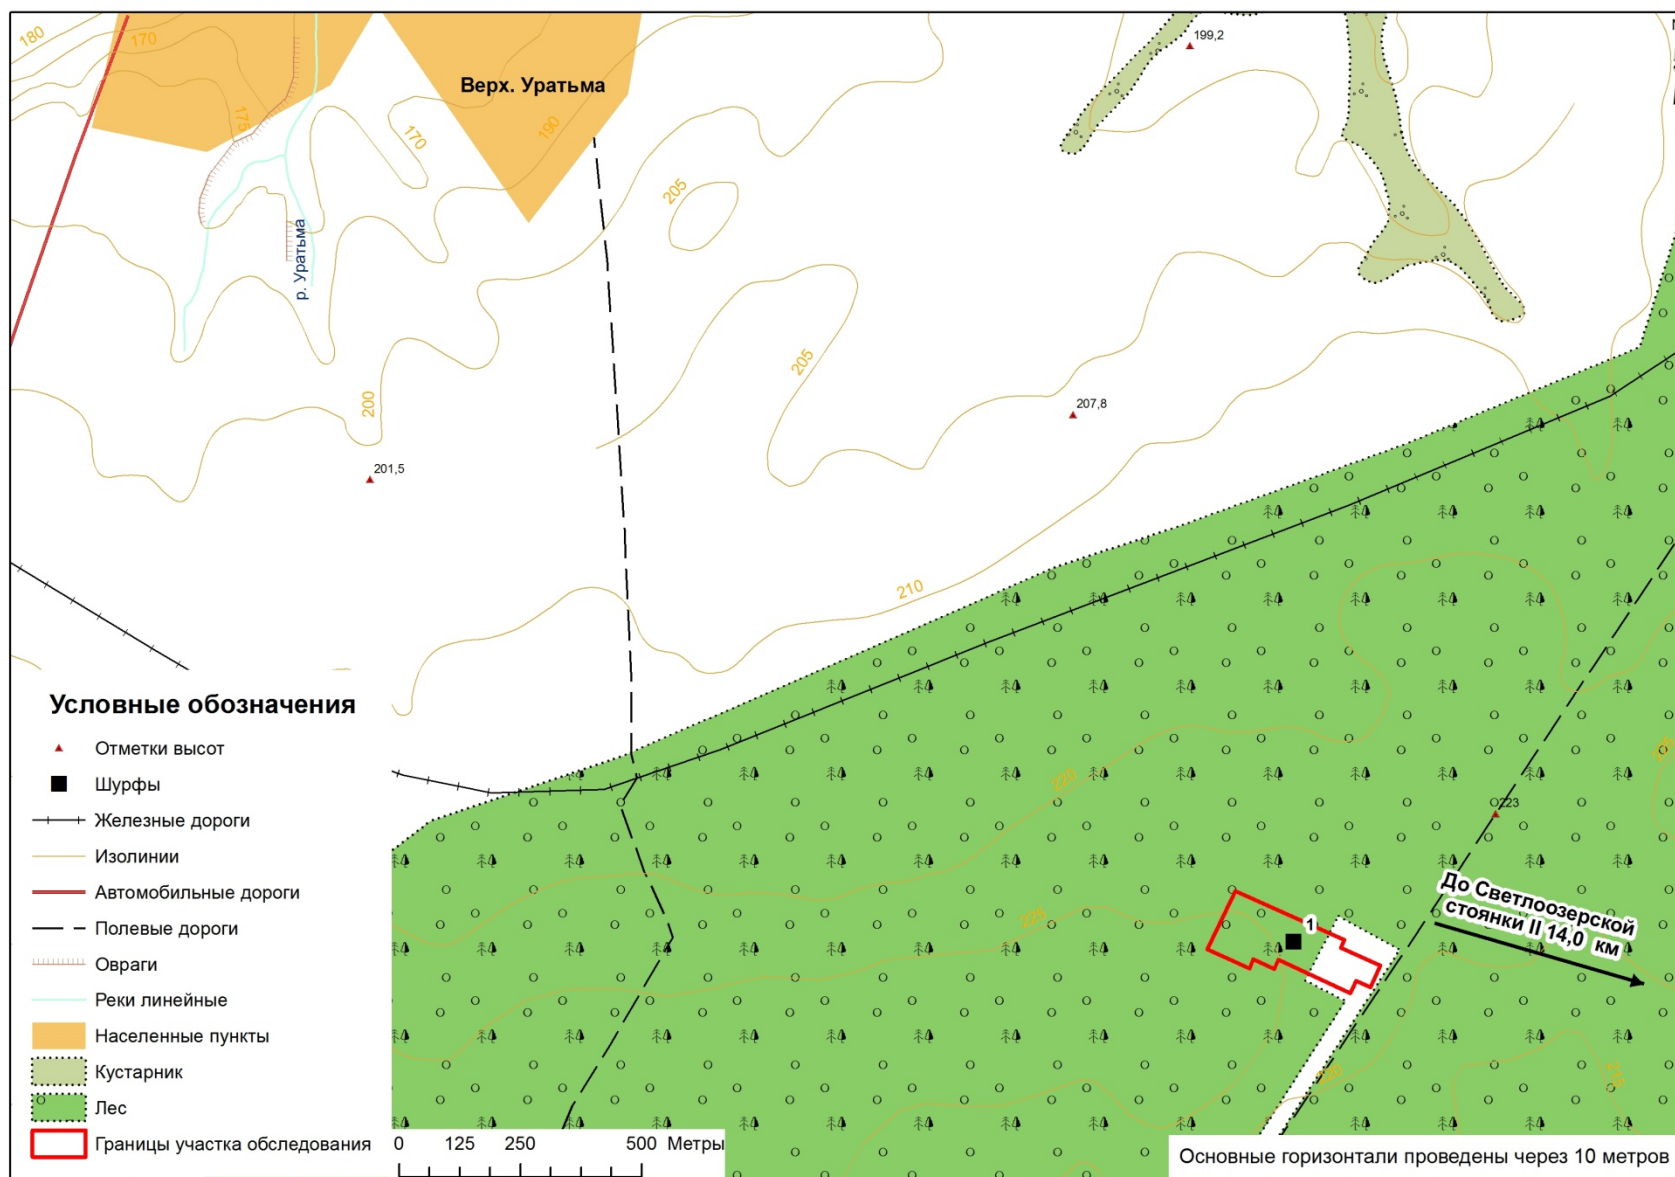 180
170
175
170
190
Верх. Уратьма
199,2
205
р. Уратьма
200
205
207,8
201,5
210
220
225
223
225
220
1
До Светлоозерской
стоянки II 14,0 км
Условные обозначения
Отметки высот
Шурфы
Железные дороги
Изолинии
Автомобильные дороги
Полевые дороги
Овраги
Реки линейные
Населенные пункты
Кустарник
Лес
Границы участка обследования
0 125 250 500 Метры
Основные горизонтали проведены через 10 метров